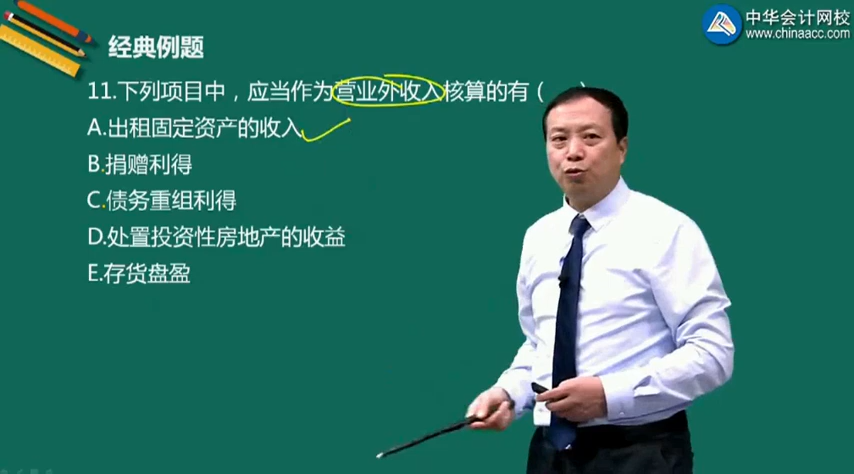 中华会计网校
www.chinaacc.com
经典例题
11.下列项目中，应当作为营业外收入核算的有（ ）
A.出租固定资产的收入
B.捐赠利得
C.债务重组利得
D.处置投资性房地产的收益
E.存货盘盈